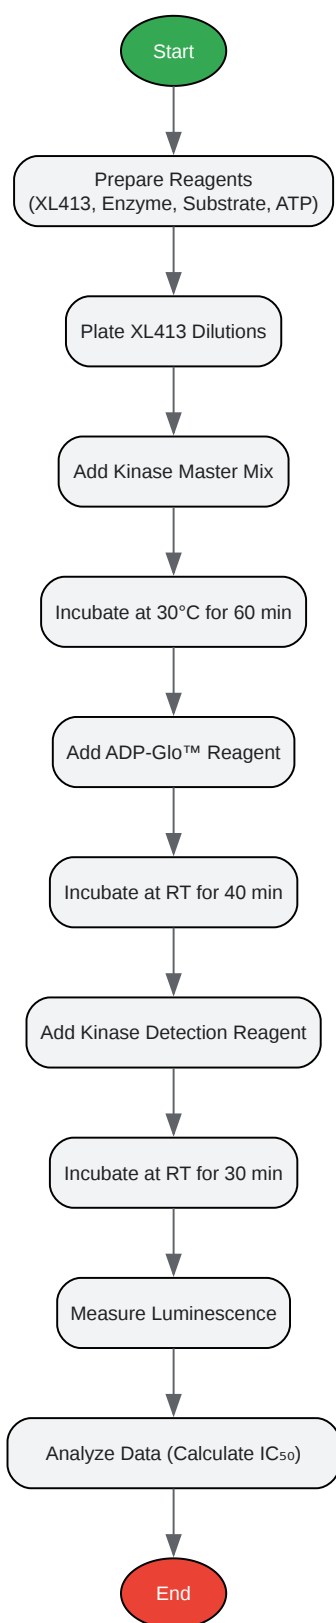 Start
Prepare Reagents
(XL413, Enzyme, Substrate, ATP)
Plate XL413 Dilutions
Add Kinase Master Mix
Incubate at 30°C for 60 min
Add ADP-Glo™ Reagent
Incubate at RT for 40 min
Add Kinase Detection Reagent
Incubate at RT for 30 min
Measure Luminescence
Analyze Data (Calculate IC₅₀)
End